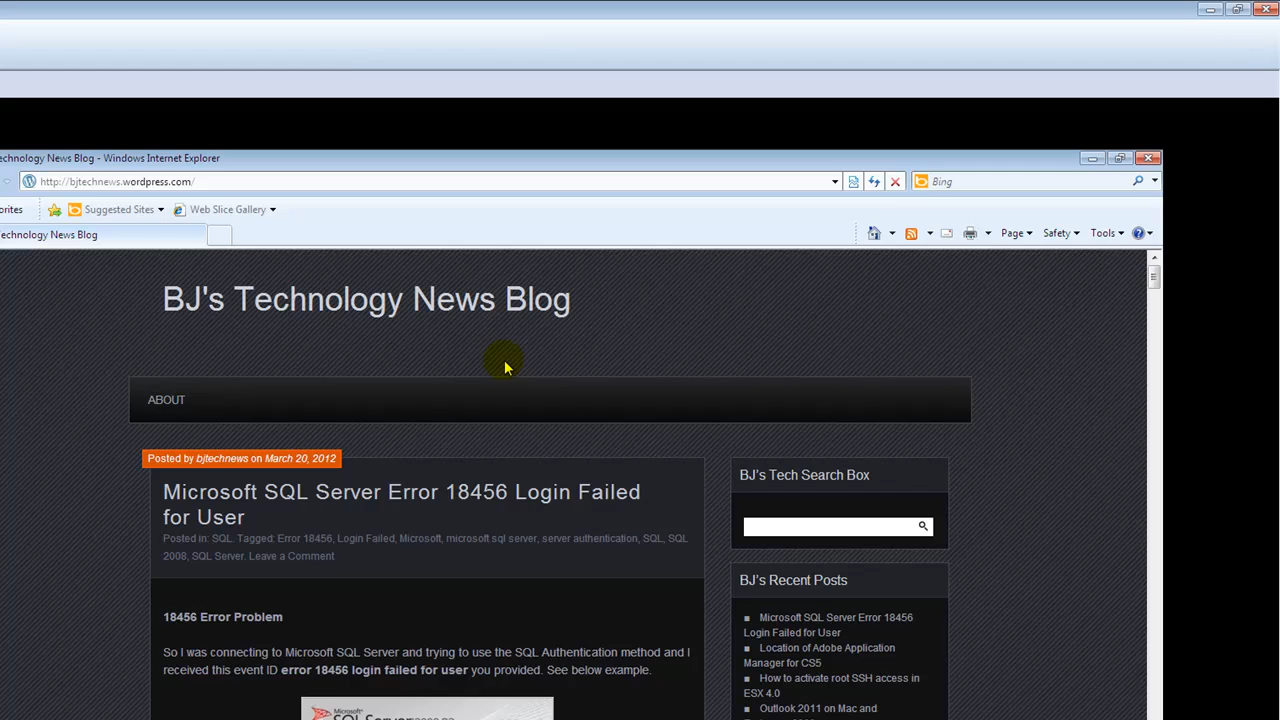 echnology News Blog - Windows Internet Explorer
http://bjtechnews.wordpress.com/
Bing
orites
Suggested Sites
Web Slice Gallery
echnology News Blog
Page
Safety
Tools
BJ's Technology News Blog
ABOUT
Posted by bjtechnews on March 20, 2012
Microsoft SQL Server Error 18456 Login Failed
for User
Posted in: SQL. Tagged: Error 18456, Login Failed, Microsoft, microsoft sql server, server authentication, SQL, SQL
2008, SQL Server. Leave a Comment
18456 Error Problem
So I was connecting to Microsoft SQL Server and trying to use the SQL Authentication method and I
received this event ID error 18456 login failed for user you provided. See below example.
Microsoft
BJ's Tech Search Box
BJ's Recent Posts
Microsoft SQL Server Error 18456
Login Failed for User
Location of Adobe Application
Manager for CS5
How to activate root SSH access in
ESX 4.0
Outlook 2011 on Mac and